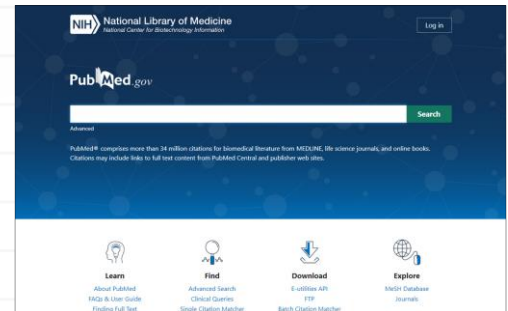 NIH National Library of Medicine
National Center for Biotechnology Information
Log in
PubMed.gov
Search
Advanced
PubMed® comprises more than 34 million citations for biomedical literature from MEDLINE, life science journals, and online books.
Citations may include links to full text content from PubMed Central and publisher web sites.
Learn
About PubMed
FAQs & User Guide
Finding Full Text
Find
Advanced Search
Clinical Queries
Single Citation Matcher
Download
E-utilities API
FTP
Batch Citation Matcher
Explore
MeSH Database
Journals